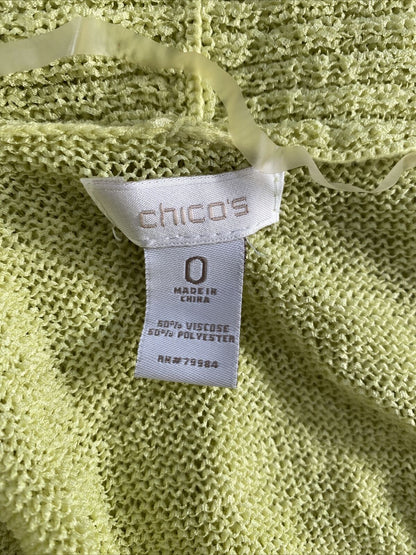 chico's
0
MADE IN
CHINA
50% VISCOSE
50% POLYESTER
RN#79984